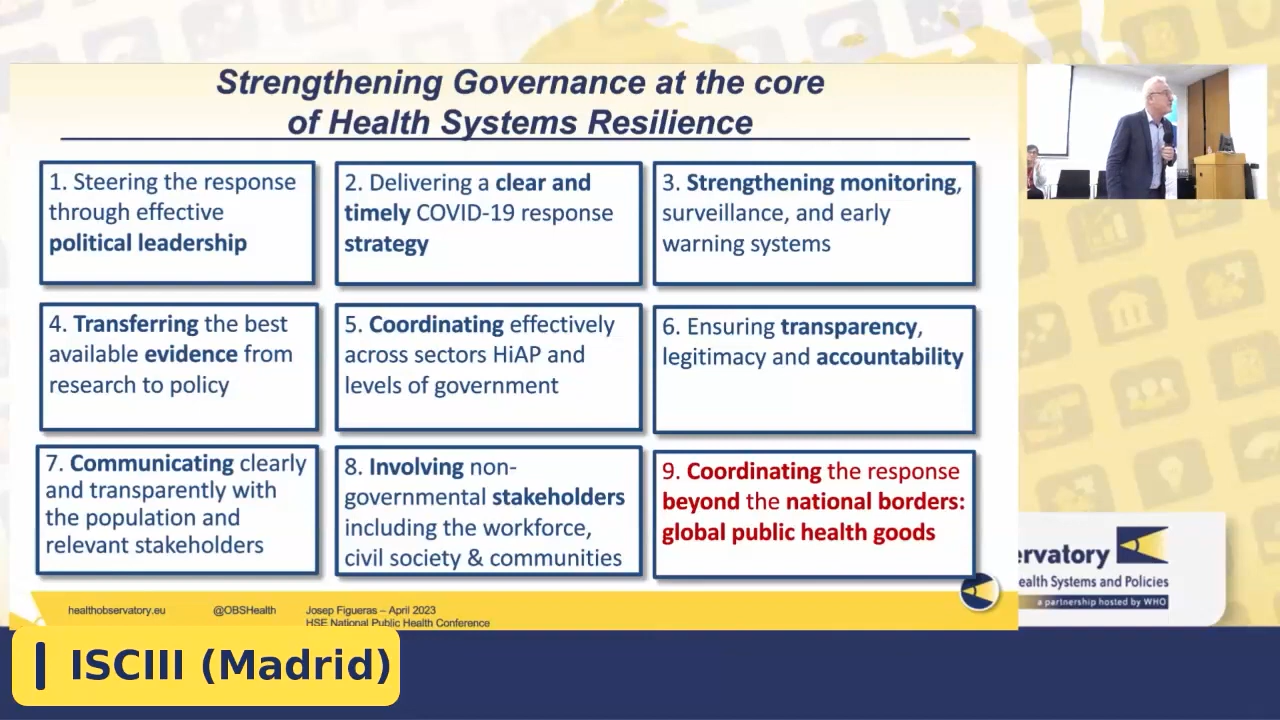 Strengthening Governance at the core
of Health Systems Resilience
1. Steering the response
through effective
political leadership
2. Delivering a clear and
timely COVID-19 response
strategy
3. Strengthening monitoring,
surveillance, and early
warning systems
4. Transferring the best
available evidence from
research to policy
5. Coordinating effectively
across sectors HiAP and
levels of government
6. Ensuring transparency,
legitimacy and accountability
7. Communicating clearly
and transparently with
the population and
relevant stakeholders
8. Involving non-
governmental stakeholders
including the workforce,
civil society & communities
9. Coordinating the response
beyond the national borders:
global public health goods
ervatory
ealth Systems and Policies
a partnership hosted by WHO
healthobservatory.eu @OBSHealth Josep Figueras – April 2023
HSE National Public Health Conference
ISCIII (Madrid)